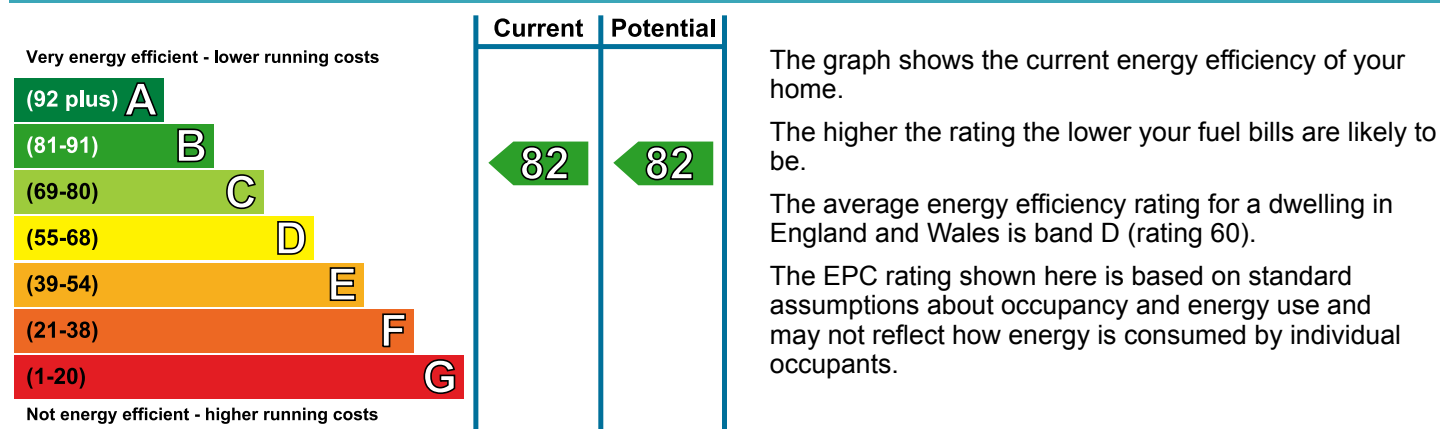 Current Potential
Very energy efficient - lower running costs
(92 plus) A
(81-91) B
82 82
(69-80) C
(55-68) D
(39-54) E
(21-38) F
(1-20) G
Not energy efficient - higher running costs
The graph shows the current energy efficiency of your
home.
The higher the rating the lower your fuel bills are likely to
be.
The average energy efficiency rating for a dwelling in
England and Wales is band D (rating 60).
The EPC rating shown here is based on standard
assumptions about occupancy and energy use and
may not reflect how energy is consumed by individual
occupants.